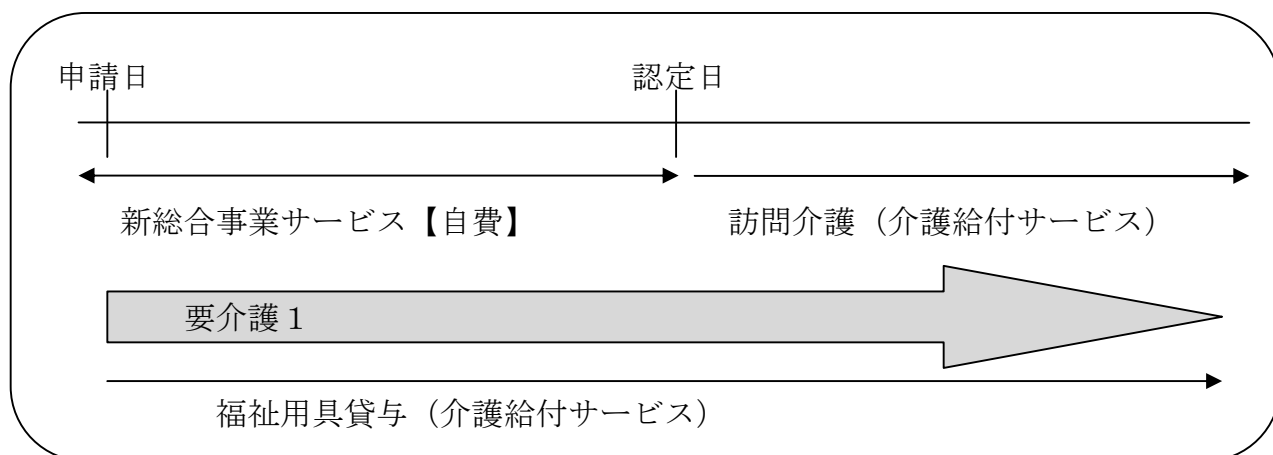 申請日 認定日
新総合事業サービス【自費】 訪問介護（介護給付サービス）
要介護１
福祉用具貸与（介護給付サービス）